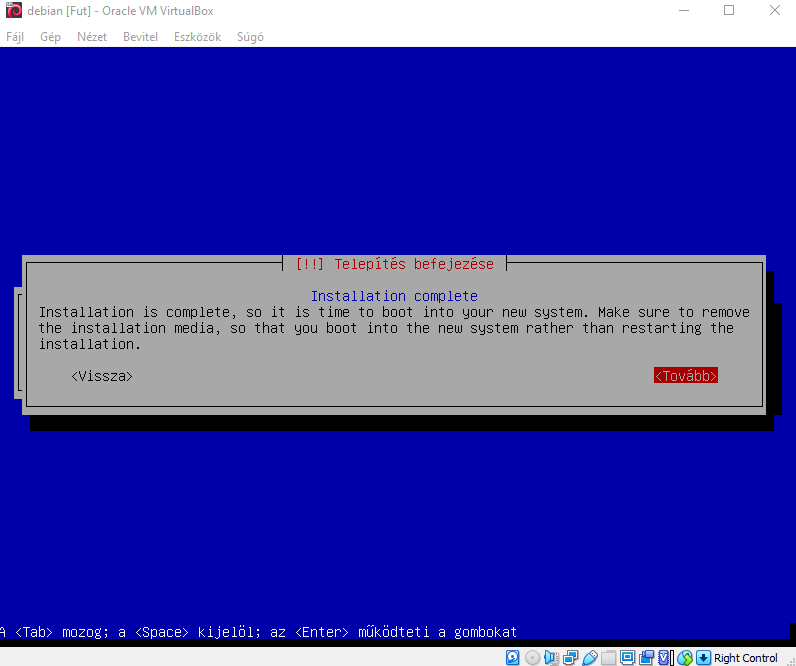 debian [Fut] - Oracle VM VirtualBox
Fájl Gép Nézet Bevitel Eszközök Súgó
[!!] Telepítés befejezése
Installation complete
Installation is complete, so it is time to boot into your new system. Make sure to remove
the installation media, so that you boot into the new system rather than restarting the
installation.
<Vissza> <Tovább>
A <Tab> mozog; a <Space> kijelöl; az <Enter> működteti a gombokat
Right Control